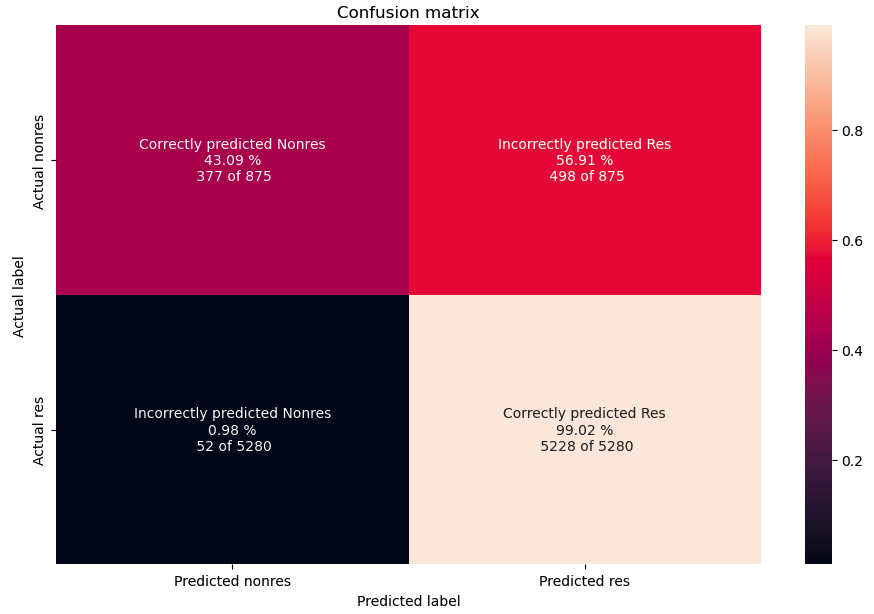 Confusion matrix
Actual label
Actual nonres
Correctly predicted Nonres
43.09 %
377 of 875
Incorrectly predicted Res
56.91 %
498 of 875
Actual res
Incorrectly predicted Nonres
0.98 %
52 of 5280
Correctly predicted Res
99.02 %
5228 of 5280
Predicted nonres
Predicted res
Predicted label
0.8
0.6
0.4
0.2